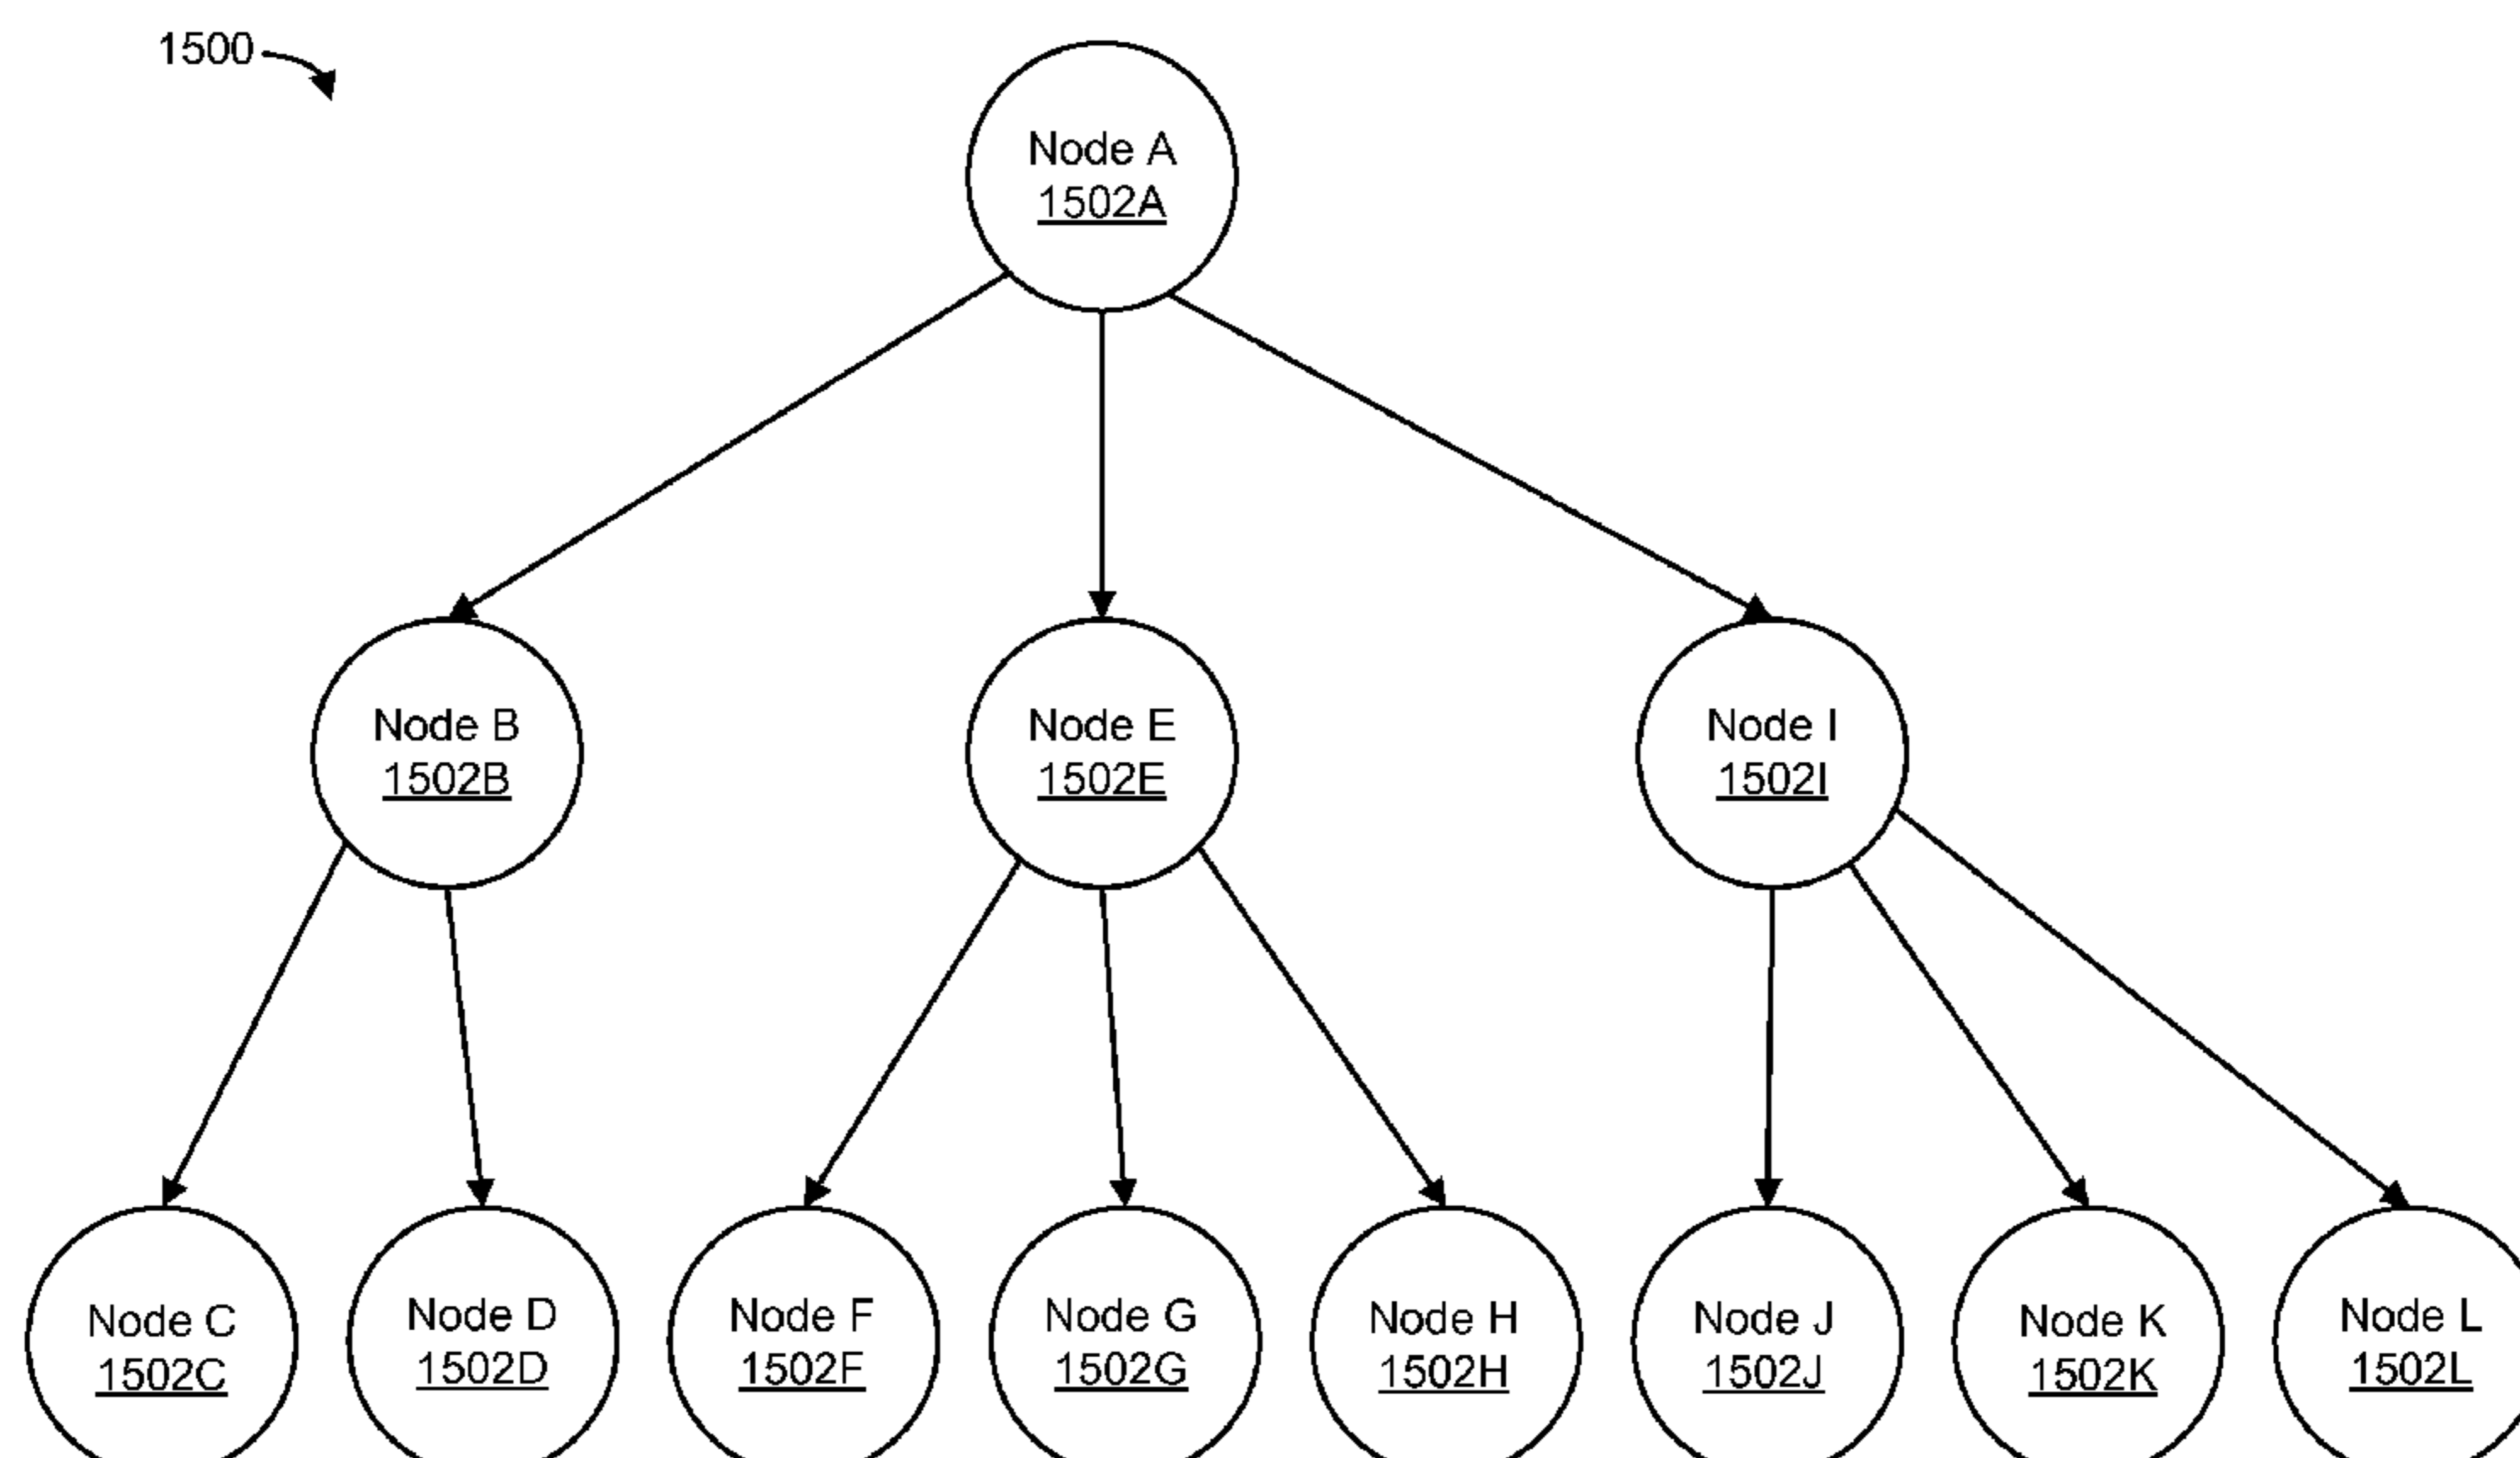 1500
Node A
1502A
Node B
1502B
Node E
1502E
Node I
1502I
Node C
1502C
Node D
1502D
Node F
1502F
Node G
1502G
Node H
1502H
Node J
1502J
Node K
1502K
Node L
1502L